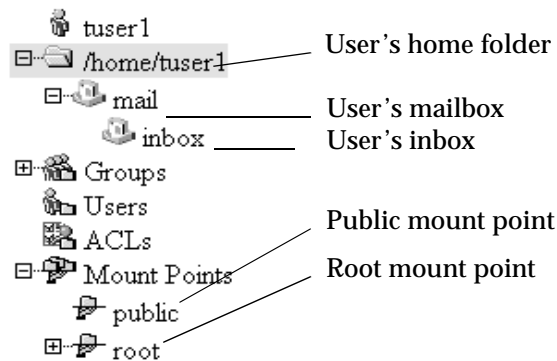 tuser1
/home/tuser1
User's home folder
mail
User's mailbox
inbox
User's inbox
Groups
Users
ACLs
Public mount point
Mount Points
Root mount point
public
root